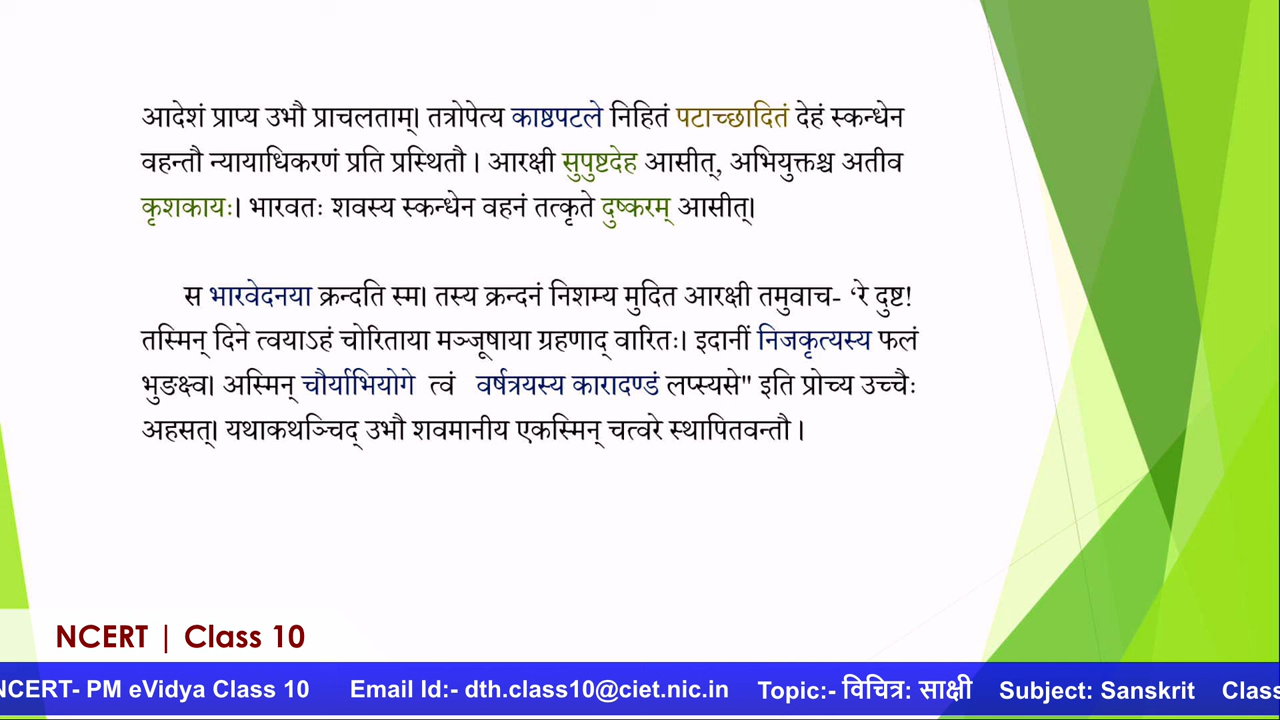 आदेशं प्राप्य उभौ प्राचलताम्। तत्रोपेत्य काष्ठपटले निहितं पटाच्छादितं देहं स्कन्धेन
वहन्तौ न्यायाधिकरणं प्रति प्रस्थितौ । आरक्षी सुपुष्टदेह आसीत्, अभियुक्तश्च अतीव
कृशकायः। भारवतः शवस्य स्कन्धेन वहनं तत्कृते दुष्करम् आसीत्।
स भारवेदनया क्रन्दति स्म। तस्य क्रन्दनं निशम्य मुदित आरक्षी तमुवाच- ‘रे दुष्ट!
तस्मिन् दिने त्वयाऽहं चोरिताया मञ्जूषाया ग्रहणाद् वारितः। इदानीं निजकृत्यस्य फलं
भुङक्ष्व। अस्मिन् चौर्याभियोगे त्वं वर्षत्रयस्य कारादण्डं लप्स्यसे" इति प्रोच्य उच्चैः
अहसत्। यथाकथञ्चिद् उभौ शवमानीय एकस्मिन् चत्वरे स्थापितवन्तौ ।
NCERT | Class 10
NCERT- PM eVidya Class 10 Email Id:- dth.class10@ciet.nic.in Topic:- विचित्र: साक्षी Subject: Sanskrit Class